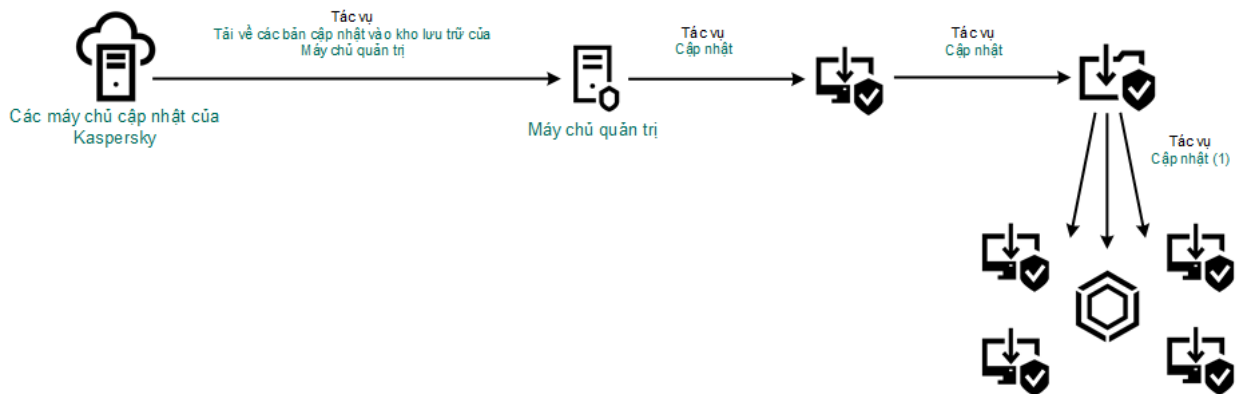 Tác vụ
Tải về các bản cập nhật vào kho lưu trữ của
Máy chủ quản trị
Tác vụ
Cập nhật
Tác vụ
Cập nhật
Các máy chủ cập nhật của
Kaspersky
Máy chủ quản trị
Tác vụ
Cập nhật (1)